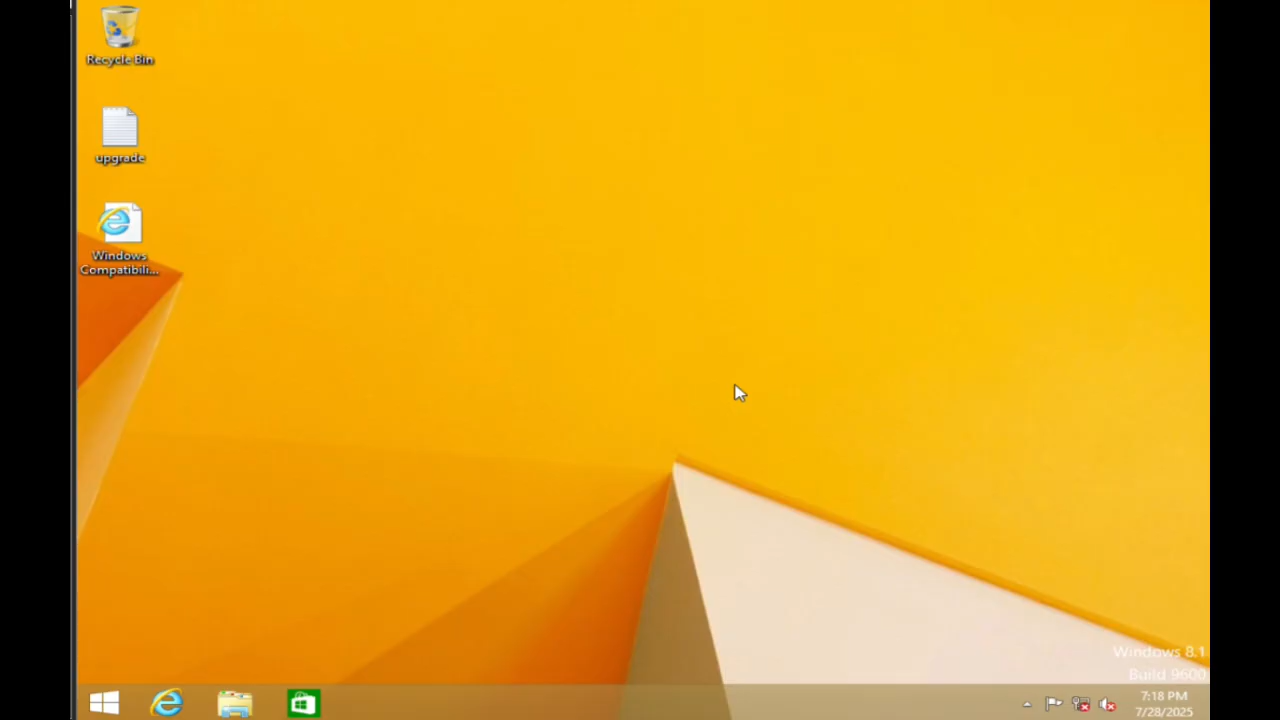 Recycle Bin
upgrade
Windows
Compatibili...
Windows 8.1
Build 9600
7:18 PM
7/28/2025